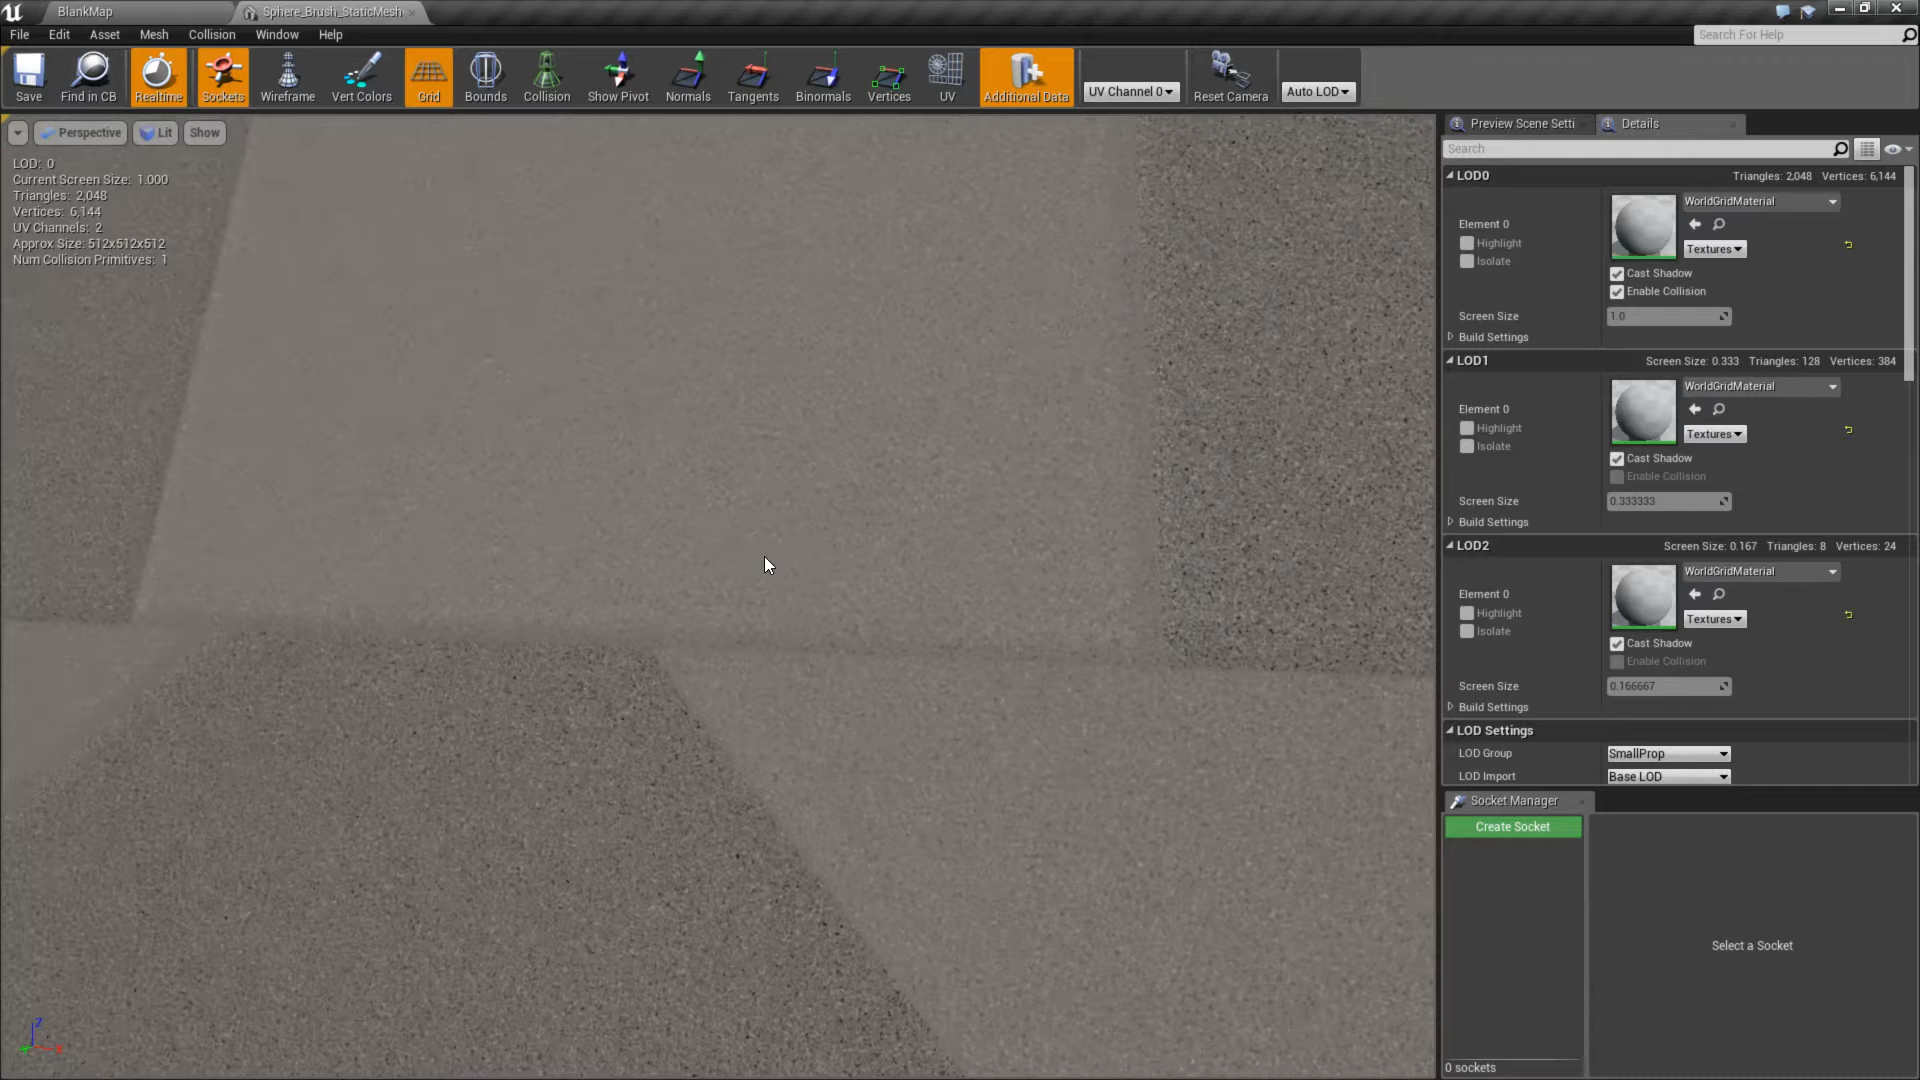 BlankMap
Sphere_Brush_StaticMesh
File Edit Asset Mesh Collision Window Help
Search For Help
Save Find in CB Realtime Sockets Wireframe Vert Colors Grid Bounds Collision Show Pivot Normals Tangents Binormals Vertices UV Additional Data UV Channel 0 Reset Camera Auto LOD
Perspective Lit Show
LOD: 0
Current Screen Size: 1.000
Triangles: 2,048
Vertices: 6,144
UV Channels: 2
Approx Size: 512x512x512
Num Collision Primitives: 1
Z
X
Preview Scene Setti
Details
Search
LOD0 Triangles: 2,048 Vertices: 6,144
WorldGridMaterial
Element 0
Highlight
Isolate
Textures
Cast Shadow
Enable Collision
Screen Size 1.0
Build Settings
LOD1 Screen Size: 0.333 Triangles: 128 Vertices: 384
WorldGridMaterial
Element 0
Highlight
Isolate
Textures
Cast Shadow
Enable Collision
Screen Size 0.333333
Build Settings
LOD2 Screen Size: 0.167 Triangles: 8 Vertices: 24
WorldGridMaterial
Element 0
Highlight
Isolate
Textures
Cast Shadow
Enable Collision
Screen Size 0.166667
Build Settings
LOD Settings
LOD Group SmallProp
LOD Import Base LOD
Socket Manager
Create Socket
Select a Socket
0 sockets